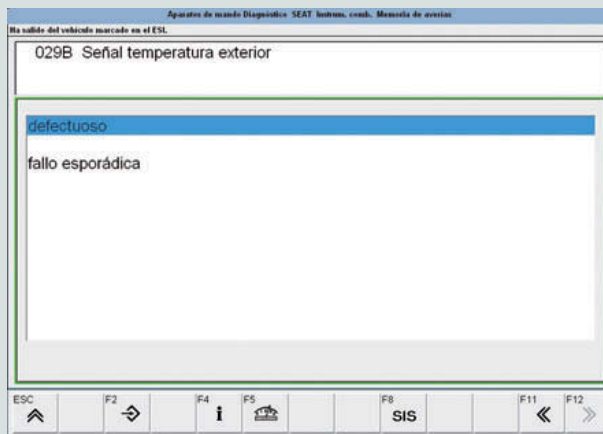 Aparatos de mando Diagnóstico SEAT Instrum. comb. Memoria de averías
Ha salido del vehículo marcado en el ESI.
029B Señal temperatura exterior
defectuoso
fallo esporádica
ESC F2 F4 F5 F8 F11 F12
i SIS